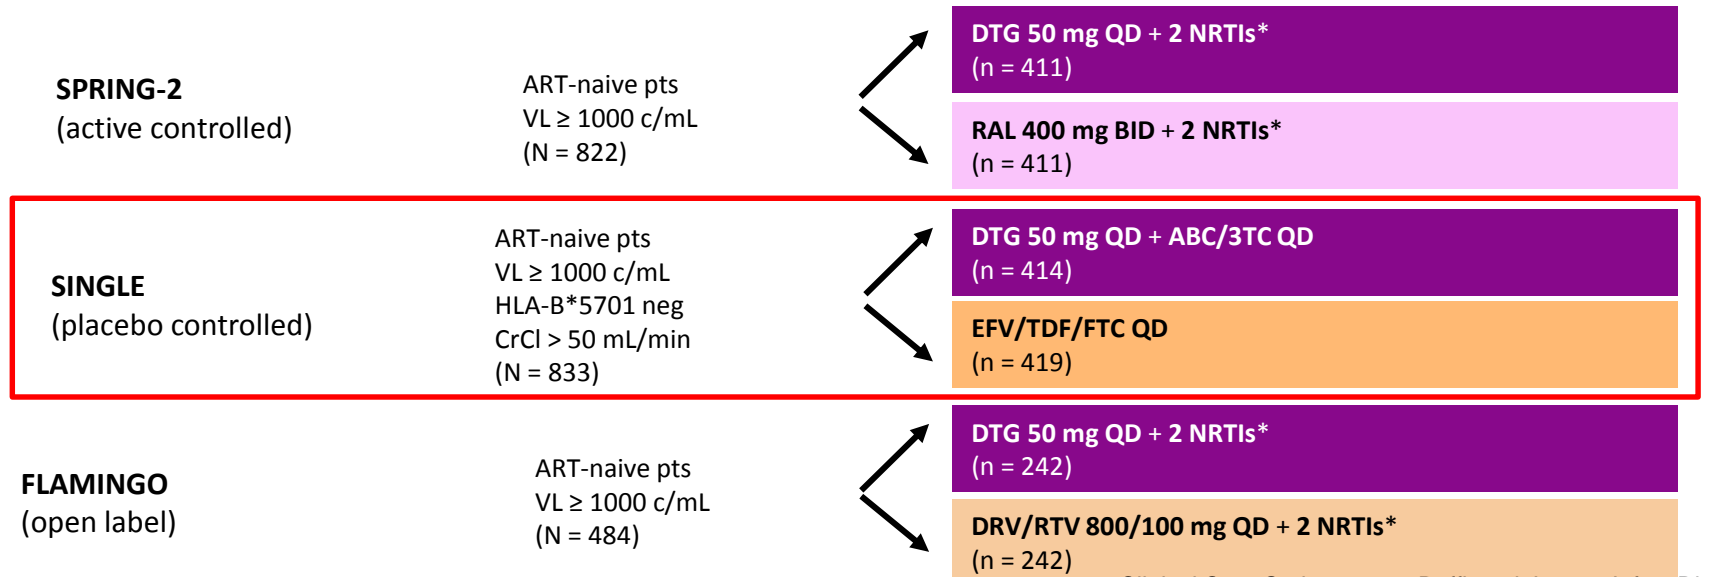 SPRING-2
(active controlled)
ART-naive pts
VL ≥ 1000 c/mL
(N = 822)
DTG 50 mg QD + 2 NRTIs*
(n = 411)
RAL 400 mg BID + 2 NRTIs*
(n = 411)
SINGLE
(placebo controlled)
ART-naive pts
VL ≥ 1000 c/mL
HLA-B*5701 neg
CrCl > 50 mL/min
(N = 833)
DTG 50 mg QD + ABC/3TC QD
(n = 414)
EFV/TDF/FTC QD
(n = 419)
FLAMINGO
(open label)
ART-naive pts
VL ≥ 1000 c/mL
(N = 484)
DTG 50 mg QD + 2 NRTIs*
(n = 242)
DRV/RTV 800/100 mg QD + 2 NRTIs*
(n = 242)